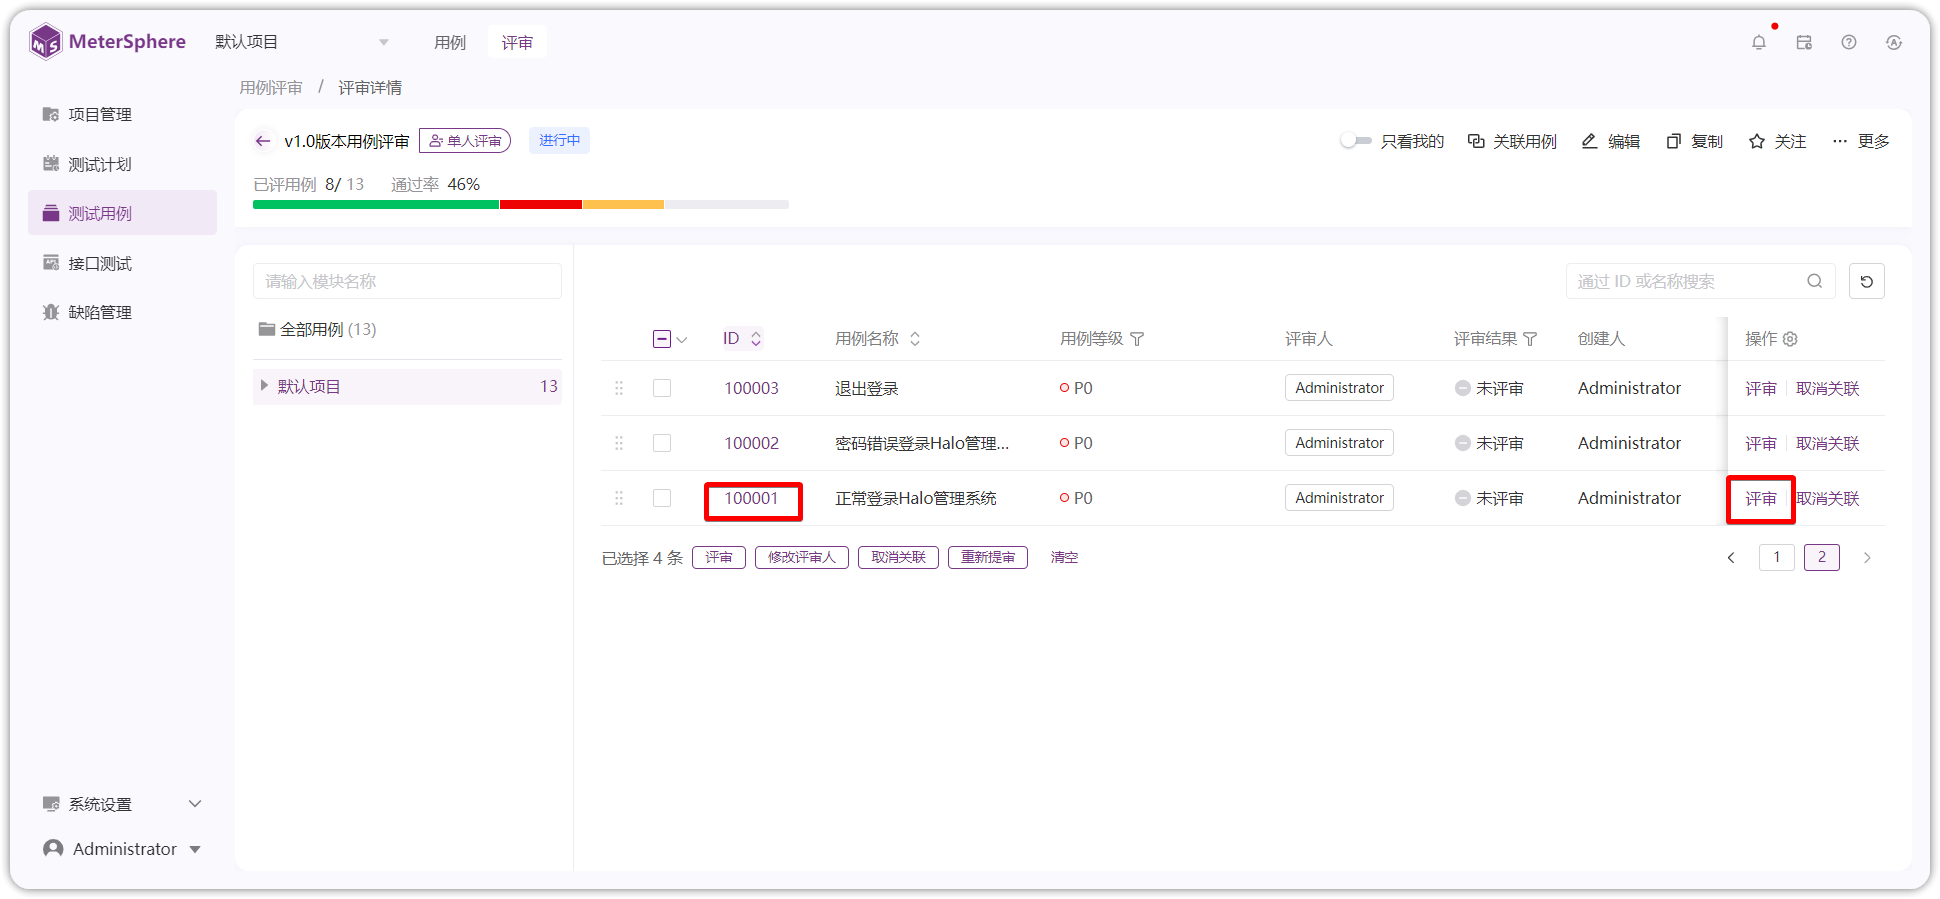 MeterSphere 默认项目 用例 评审
用例评审 / 评审详情
项目管理
测试计划
测试用例
接口测试
缺陷管理
系统设置
Administrator
v1.0版本用例评审 单人评审 进行中 只看我的 关联用例 编辑 复制 关注 更多
已评用例 8/ 13 通过率 46%
请输入模块名称
全部用例 (13)
默认项目 13
通过 ID 或名称搜索
ID 用例名称 用例等级 评审人 评审结果 创建人 操作
100003 退出登录 P0 Administrator 未评审 Administrator 评审 取消关联
100002 密码错误登录Halo管理... P0 Administrator 未评审 Administrator 评审 取消关联
100001 正常登录Halo管理系统 P0 Administrator 未评审 Administrator 评审 取消关联
已选择 4 条 评审 修改评审人 取消关联 重新提审 清空 1 2